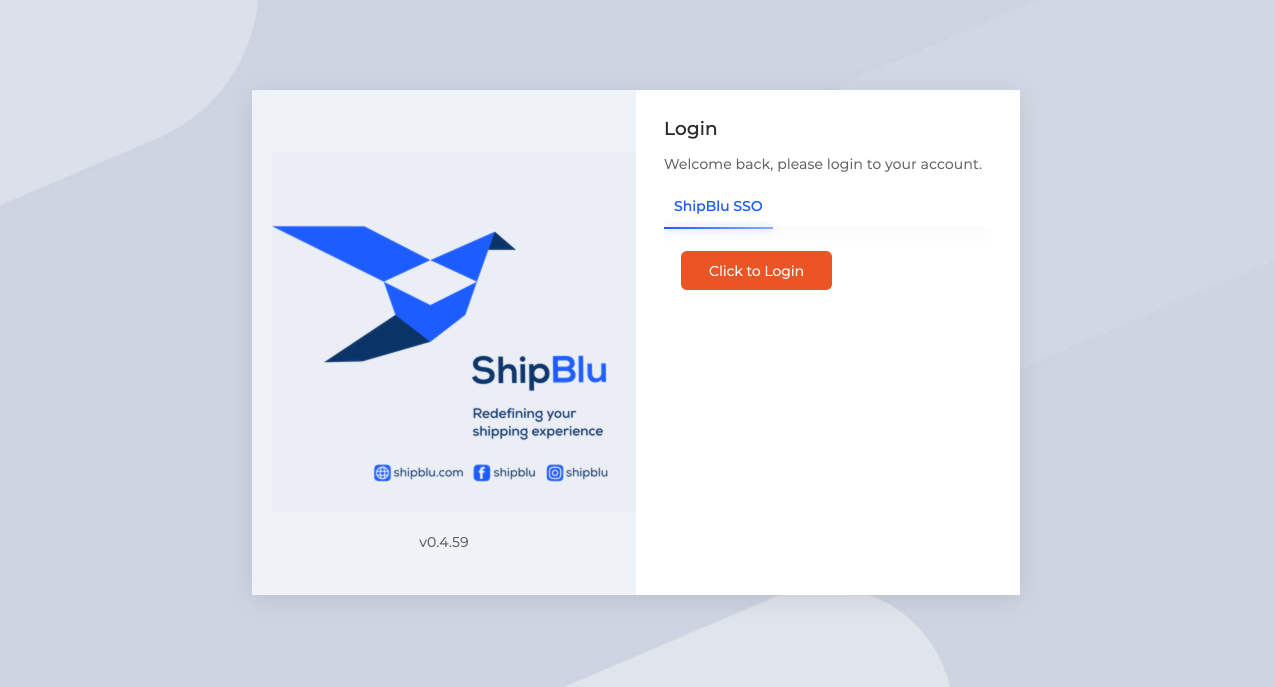 ShipBlu
Redefining your
shipping experience
shipblu.com shipblu shipblu
v0.4.59
Login
Welcome back, please login to your account.
ShipBlu SSO
Click to Login